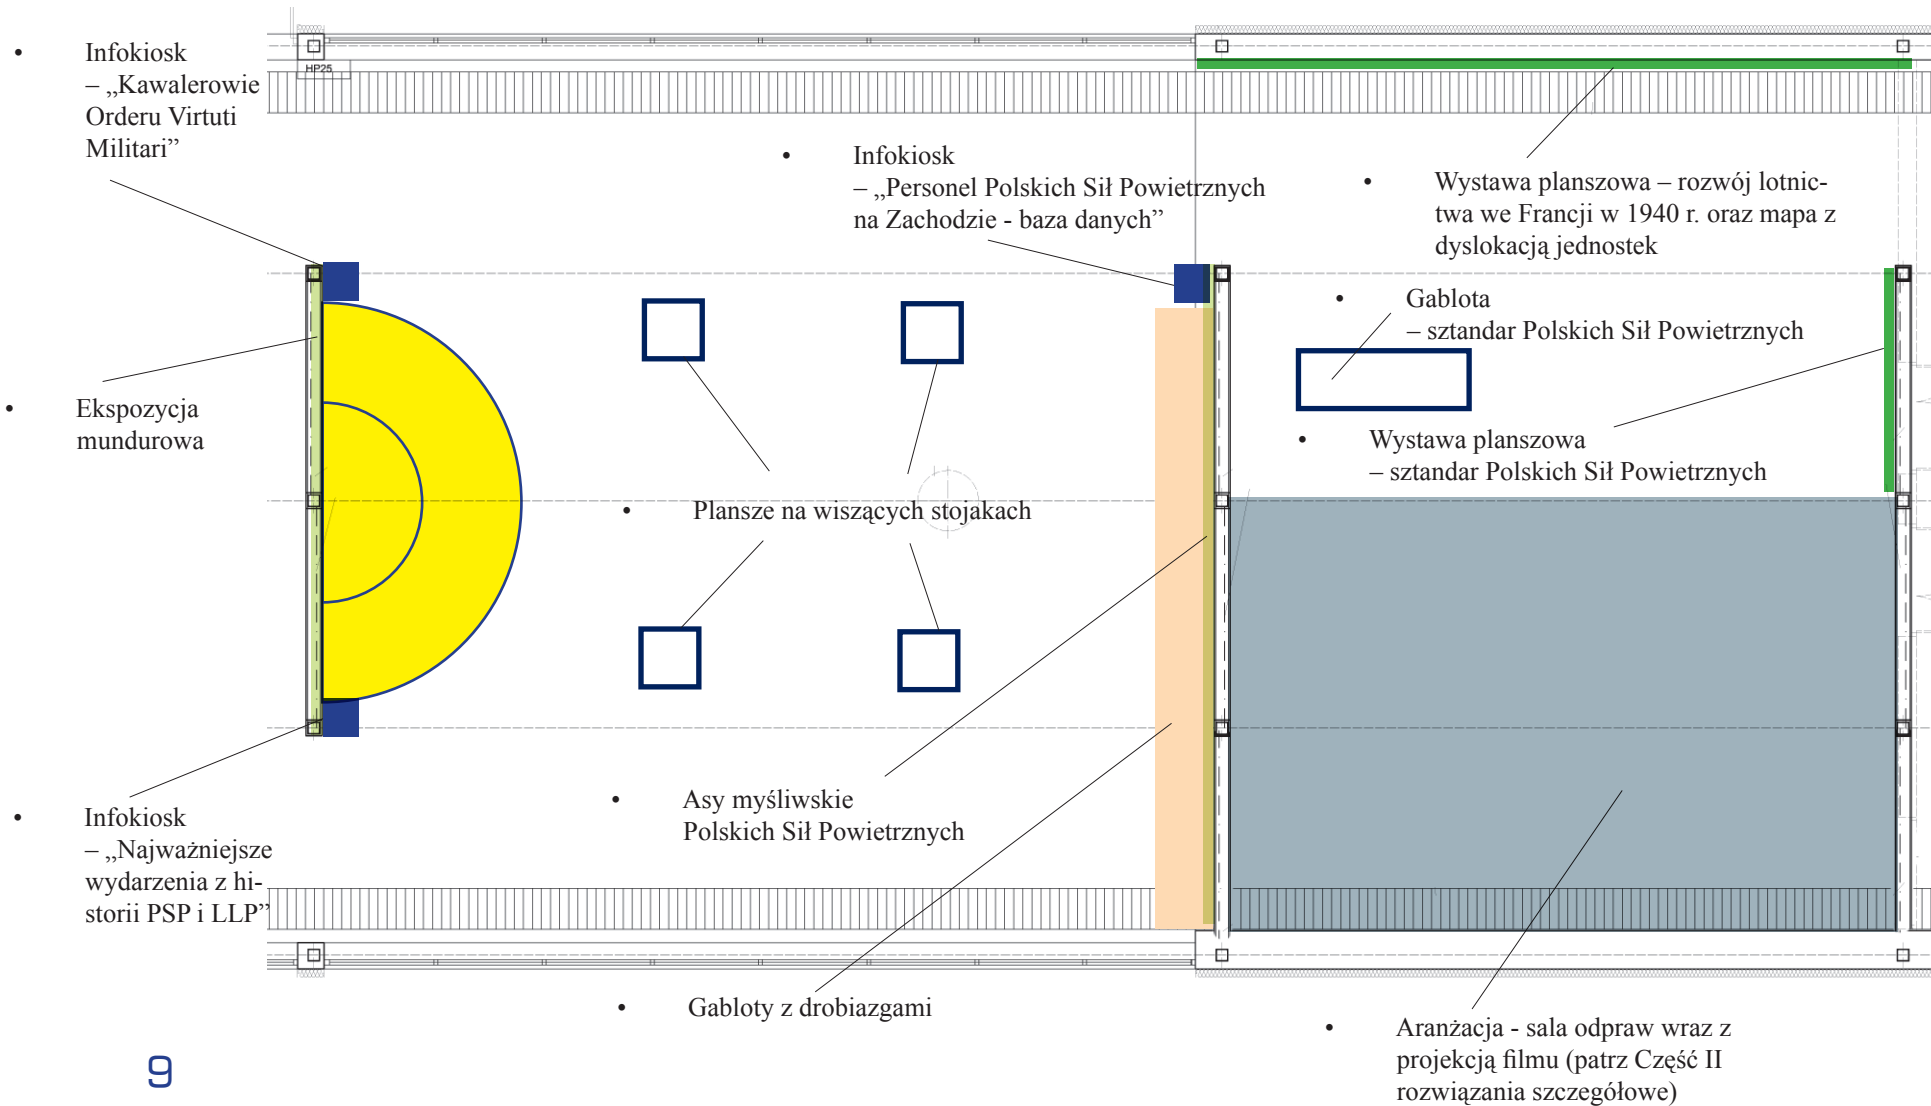 • Infokiosk
– „Kawalerowie
Orderu Virtuti
Militari”
HP25
• Infokiosk
– „Personel Polskich Sił Powietrznych
na Zachodzie - baza danych”
• Wystawa planszowa – rozwój lotnic-
twa we Francji w 1940 r. oraz mapa z
dyslokacją jednostek
• Gablota
– sztandar Polskich Sił Powietrznych
• Ekspozycja
mundurowa
• Wystawa planszowa
– sztandar Polskich Sił Powietrznych
• Plansze na wiszących stojakach
• Infokiosk
– „Najważniejsze
wydarzenia z hi-
storii PSP i LLP”
• Asy myśliwskie
Polskich Sił Powietrznych
• Gabloty z drobiazgami
• Aranżacja - sala odpraw wraz z
projekcją filmu (patrz Część II
rozwiązania szczegółowe)
9